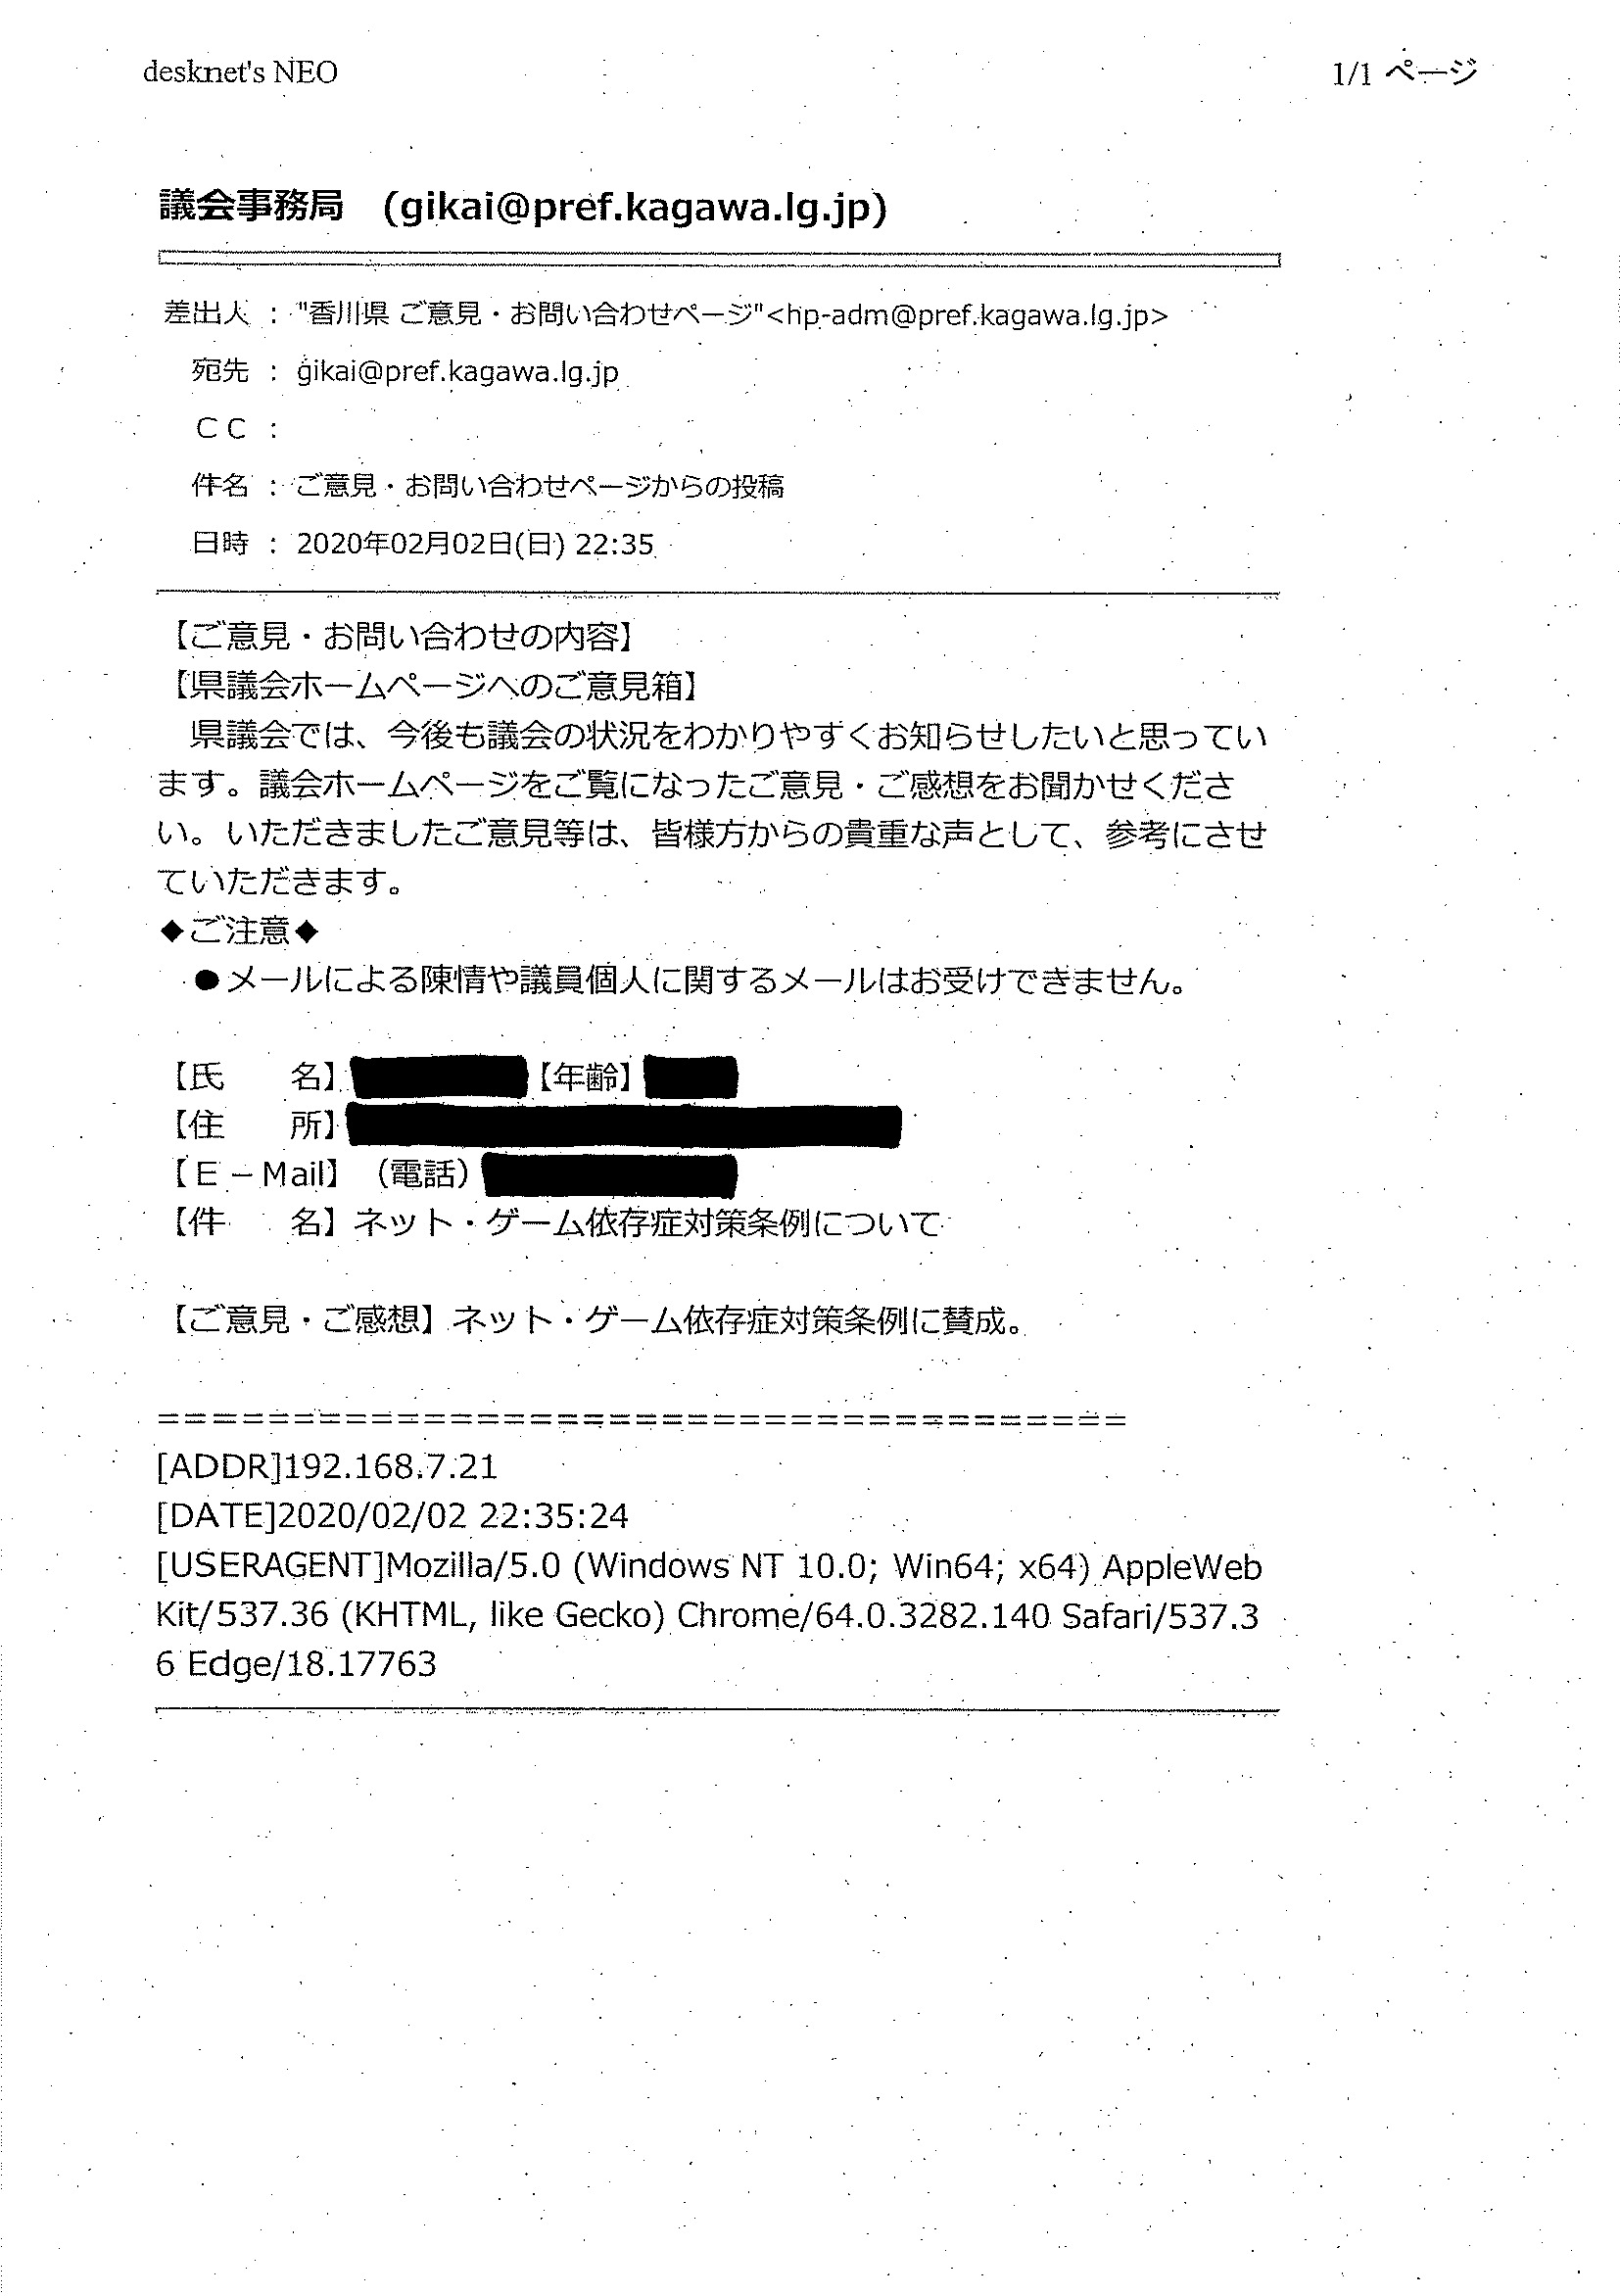 desknet's NEO
1/1 ページ
議会事務局　(gikai@pref.kagawa.lg.jp)
差出人 : "香川県 ご意見・お問い合わせページ"<hp-adm@pref.kagawa.lg.jp>
宛先 : gikai@pref.kagawa.lg.jp
ＣＣ :
件名 : ご意見・お問い合わせページからの投稿
日時 : 2020年02月02日(日) 22:35
【ご意見・お問い合わせの内容】
【県議会ホームページへのご意見箱】
　県議会では、今後も議会の状況をわかりやすくお知らせしたいと思ってい
ます。議会ホームページをご覧になったご意見・ご感想をお聞かせくださ
い。いただきましたご意見等は、皆様方からの貴重な声として、参考にさせ
ていただきます。
◆ご注意◆
　●メールによる陳情や議員個人に関するメールはお受けできません。
【氏　　名】【年齢】
【住　　所】
【Ｅ－Mail】（電話）
【件　　名】ネット・ゲーム依存症対策条例について
【ご意見・ご感想】ネット・ゲーム依存症対策条例に賛成。
=====================================
[ADDR]192.168.7.21
[DATE]2020/02/02 22:35:24
[USERAGENT]Mozilla/5.0 (Windows NT 10.0; Win64; x64) AppleWeb
Kit/537.36 (KHTML, like Gecko) Chrome/64.0.3282.140 Safari/537.3
6 Edge/18.17763